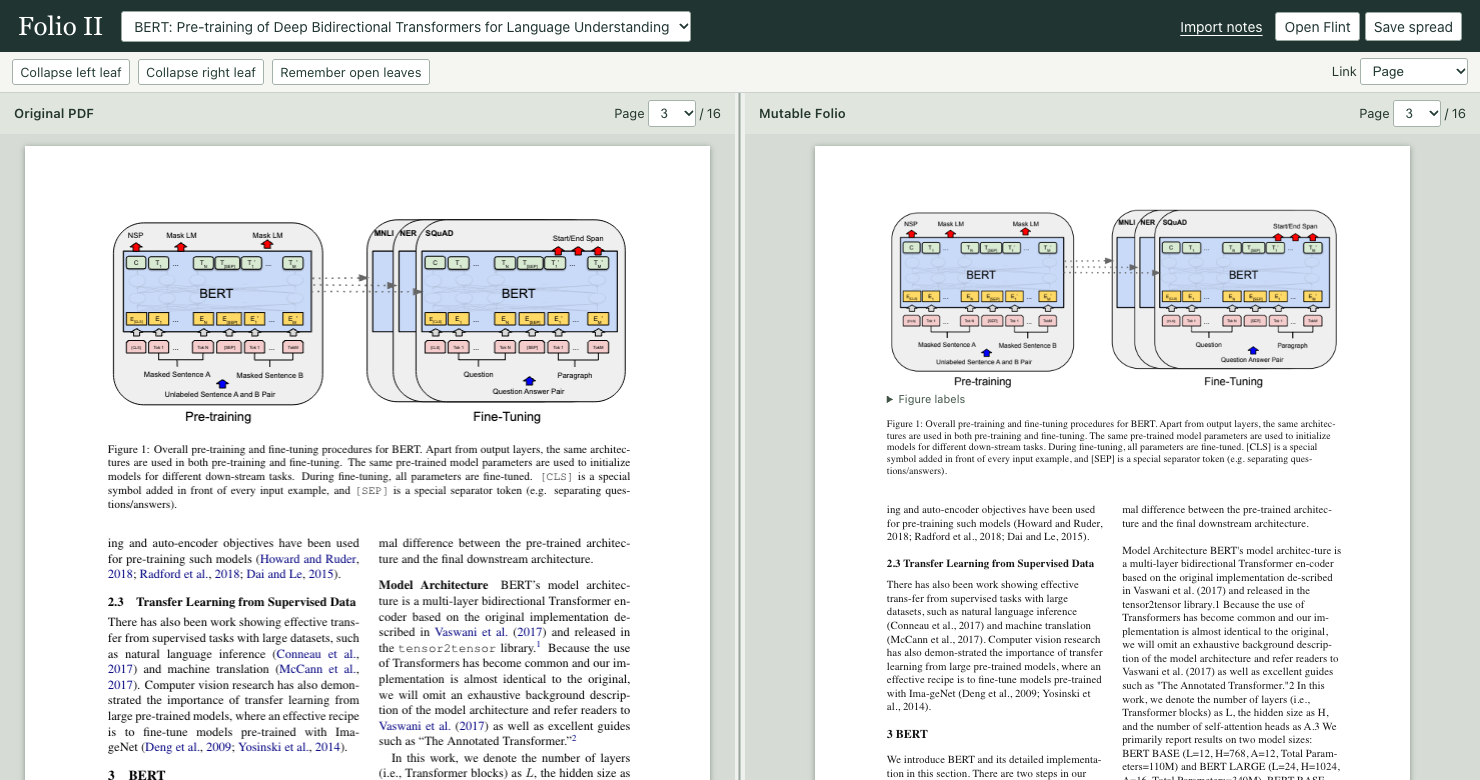 Folio II
BERT: Pre-training of Deep Bidirectional Transformers for Language Understanding
Import notes
Open Flint
Save spread
Collapse left leaf
Collapse right leaf
Remember open leaves
Link
Page
Original PDF
Page 3 / 16
NSP
Mask LM
Mask LM
MNLI
NER
SQuAD
Start/End Span
BERT
BERT
Masked Sentence A
Masked Sentence B
Unlabeled Sentence A and B Pair
Question
Paragraph
Question Answer Pair
Pre-training
Fine-Tuning
Figure 1: Overall pre-training and fine-tuning procedures for BERT. Apart from output layers, the same architec-
tures are used in both pre-training and fine-tuning. The same pre-trained model parameters are used to initialize
models for different down-stream tasks. During fine-tuning, all parameters are fine-tuned. [CLS] is a special
symbol added in front of every input example, and [SEP] is a special separator token (e.g. separating ques-
tions/answers).
ing and auto-encoder objectives have been used
for pre-training such models (Howard and Ruder,
2018; Radford et al., 2018; Dai and Le, 2015).
2.3 Transfer Learning from Supervised Data
There has also been work showing effective trans-
fer from supervised tasks with large datasets, such
as natural language inference (Conneau et al.,
2017) and machine translation (McCann et al.,
2017). Computer vision research has also demon-
strated the importance of transfer learning from
large pre-trained models, where an effective recipe
is to fine-tune models pre-trained with Ima-
geNet (Deng et al., 2009; Yosinski et al., 2014).
3 BERT
mal difference between the pre-trained architec-
ture and the final downstream architecture.
Model Architecture BERT's model architec-
ture is a multi-layer bidirectional Transformer en-
coder based on the original implementation de-
scribed in Vaswani et al. (2017) and released in
the tensor2tensor library.1 Because the use
of Transformers has become common and our im-
plementation is almost identical to the original,
we will omit an exhaustive background descrip-
tion of the model architecture and refer readers to
Vaswani et al. (2017) as well as excellent guides
such as “The Annotated Transformer.”2
In this work, we denote the number of layers
(i.e., Transformer blocks) as L, the hidden size as
Mutable Folio
Page 3 / 16
NSP
Mask LM
Mask LM
MNLI
NER
SQuAD
Start/End Span
BERT
BERT
Masked Sentence A
Masked Sentence B
Unlabeled Sentence A and B Pair
Question
Paragraph
Question Answer Pair
Pre-training
Fine-Tuning
Figure labels
Figure 1: Overall pre-training and fine-tuning procedures for BERT. Apart from output layers, the same architec-
tures are used in both pre-training and fine-tuning. The same pre-trained model parameters are used to initialize
models for different down-stream tasks. During fine-tuning, all parameters are fine-tuned. [CLS] is a special
symbol added in front of every input example, and [SEP] is a special separator token (e.g. separating ques-
tions/answers).
ing and auto-encoder objectives have been used
for pre-training such models (Howard and Ruder,
2018; Radford et al., 2018; Dai and Le, 2015).
2.3 Transfer Learning from Supervised Data
There has also been work showing effective
trans-fer from supervised tasks with large
datasets, such as natural language inference
(Conneau et al., 2017) and machine translation
(McCann et al., 2017). Computer vision research
has also demon-strated the importance of transfer
learning from large pre-trained models, where an
effective recipe is to fine-tune models pre-trained
with Ima-geNet (Deng et al., 2009; Yosinski et
al., 2014).
3 BERT
We introduce BERT and its detailed implementa-
tion in this section. There are two steps in our
mal difference between the pre-trained architec-
ture and the final downstream architecture.
Model Architecture BERT's model architec-ture is
a multi-layer bidirectional Transformer en-coder
based on the original implementation de-scribed
in Vaswani et al. (2017) and released in the
tensor2tensor library.1 Because the use of
Transformers has become common and our im-
plementation is almost identical to the original,
we will omit an exhaustive background descrip-
tion of the model architecture and refer readers to
Vaswani et al. (2017) as well as excellent guides
such as "The Annotated Transformer."2 In this
work, we denote the number of layers (i.e.,
Transformer blocks) as L, the hidden size as H,
and the number of self-attention heads as A.3 We
primarily report results on two model sizes:
BERT BASE (L=12, H=768, A=12, Total Param-
eters=110M) and BERT LARGE (L=24, H=1024,